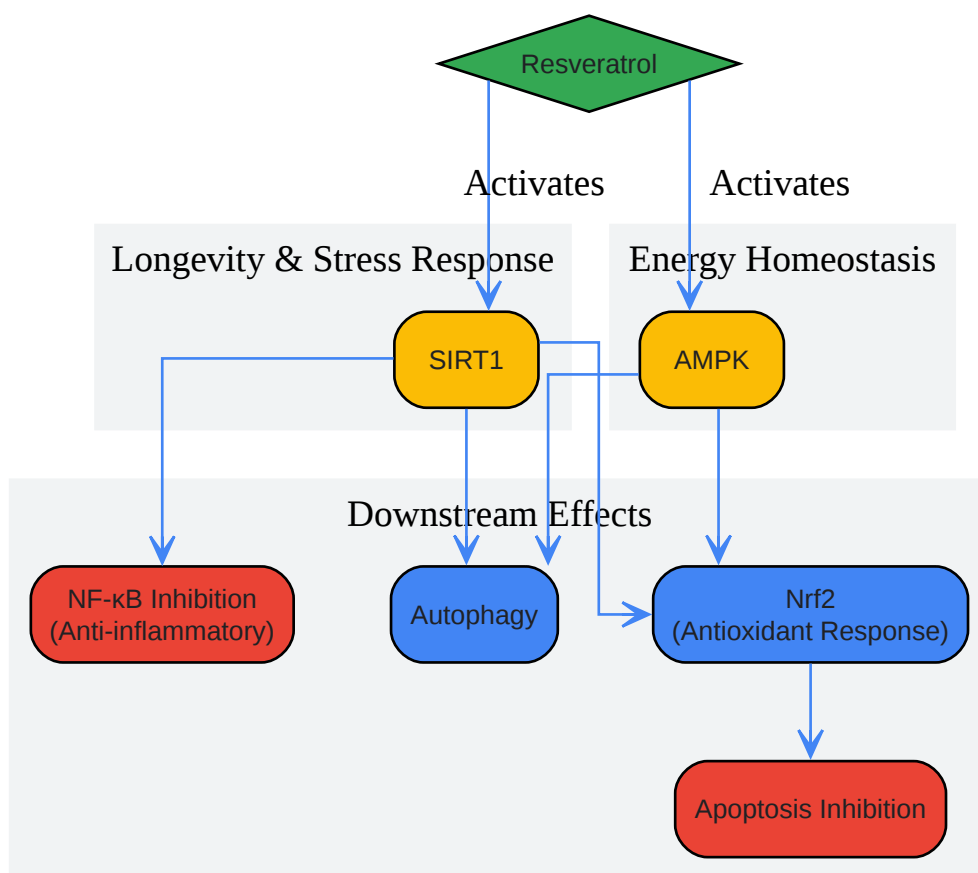 Resveratrol
Activates
Activates
Longevity & Stress Response
Energy Homeostasis
SIRT1
AMPK
Downstream Effects
NF-κB Inhibition
(Anti-inflammatory)
Autophagy
Nrf2
(Antioxidant Response)
Apoptosis Inhibition